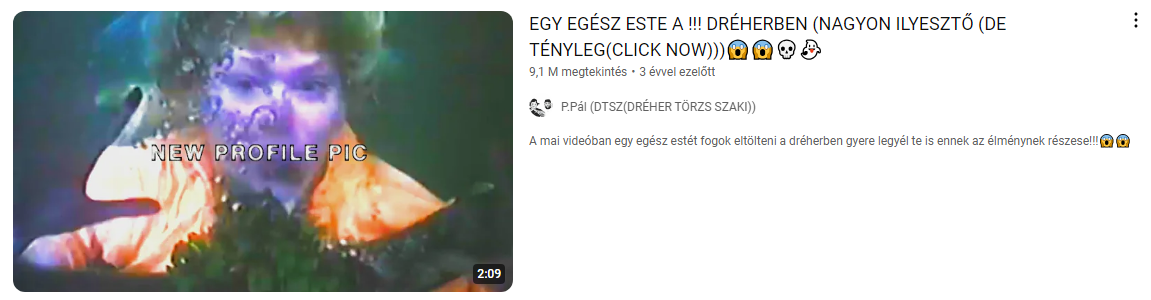 EGY EGÉSZ ESTE A !!! DRÉHERBEN (NAGYON ILYESZTŐ (DE
TÉNYLEG(CLICK NOW)))😱😱💀👻
9,1 M megtekintés • 3 évvel ezelőtt
P.Pál (DTSZ(DRÉHER TÖRZS SZAKI))
A mai videóban egy egész estét fogok eltölteni a dréherben gyere legyél te is ennek az élménynek részese!!!😱😱
NEW PROFILE PIC
2:09